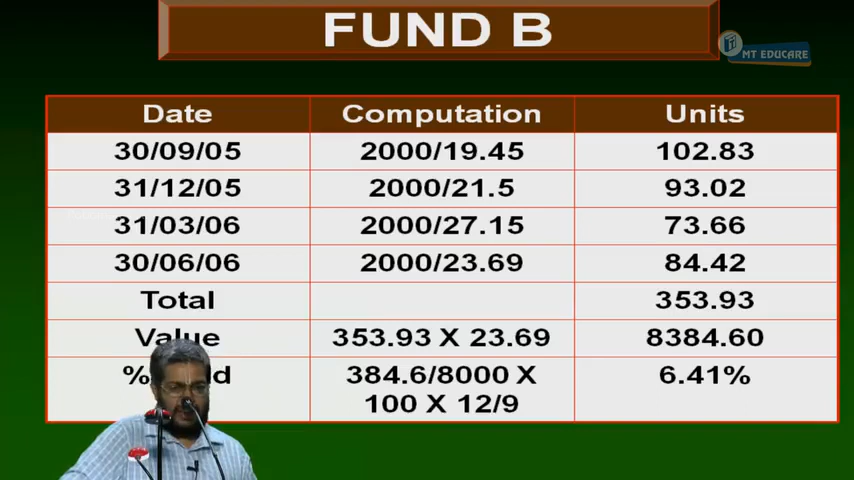 FUND B
MT EDUCARE
Date Computation Units
30/09/05 2000/19.45 102.83
31/12/05 2000/21.5 93.02
31/03/06 2000/27.15 73.66
30/06/06 2000/23.69 84.42
Total 353.93
Value 353.93 X 23.69 8384.60
384.6/8000 X 6.41%
100 X 12/9